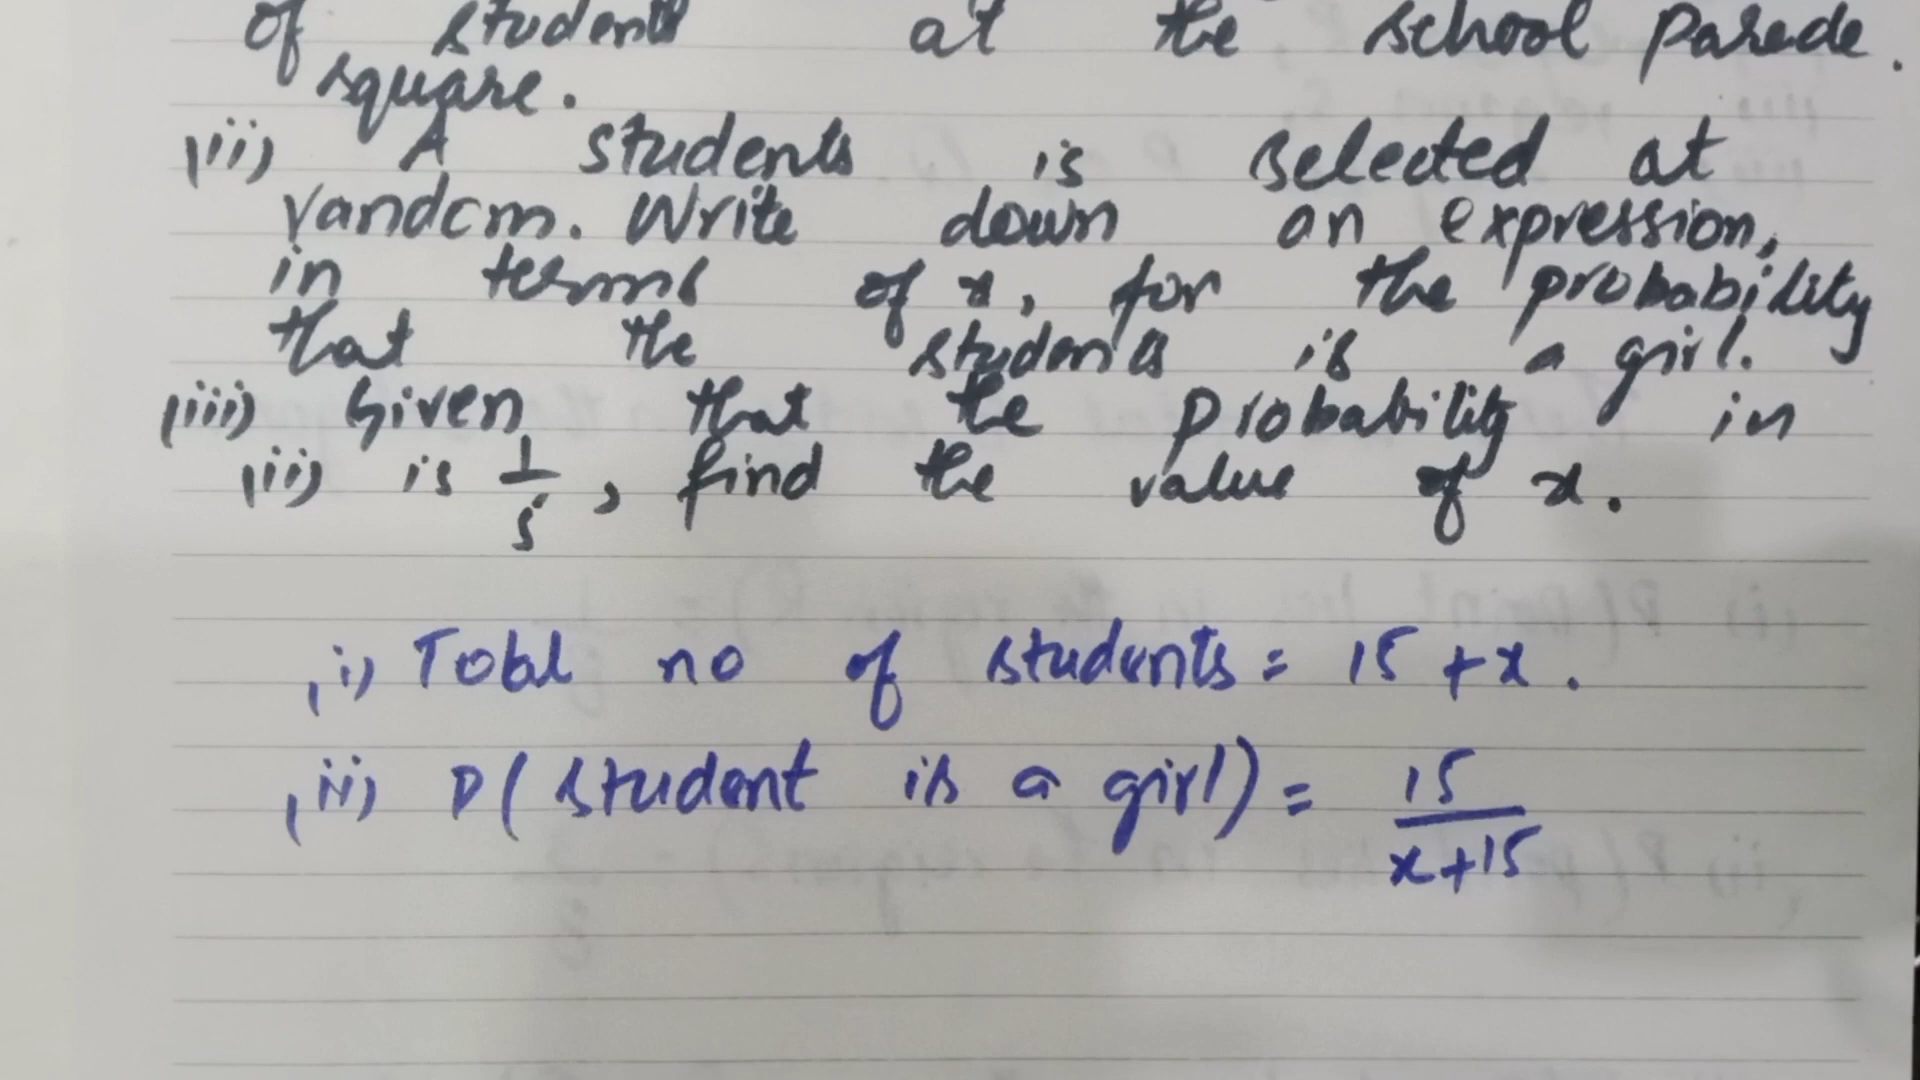 of students at the school Parade.
square.
(ii) A students is selected at
random. Write down an expression,
in terms of x, for the probability
that the students is a girl.
(iii) Given that the probability in
(ii) is 1/5, find the value of x.
(i) Total no of students = 15 + x.
(ii) P(student is a girl) = 15/(x+15)